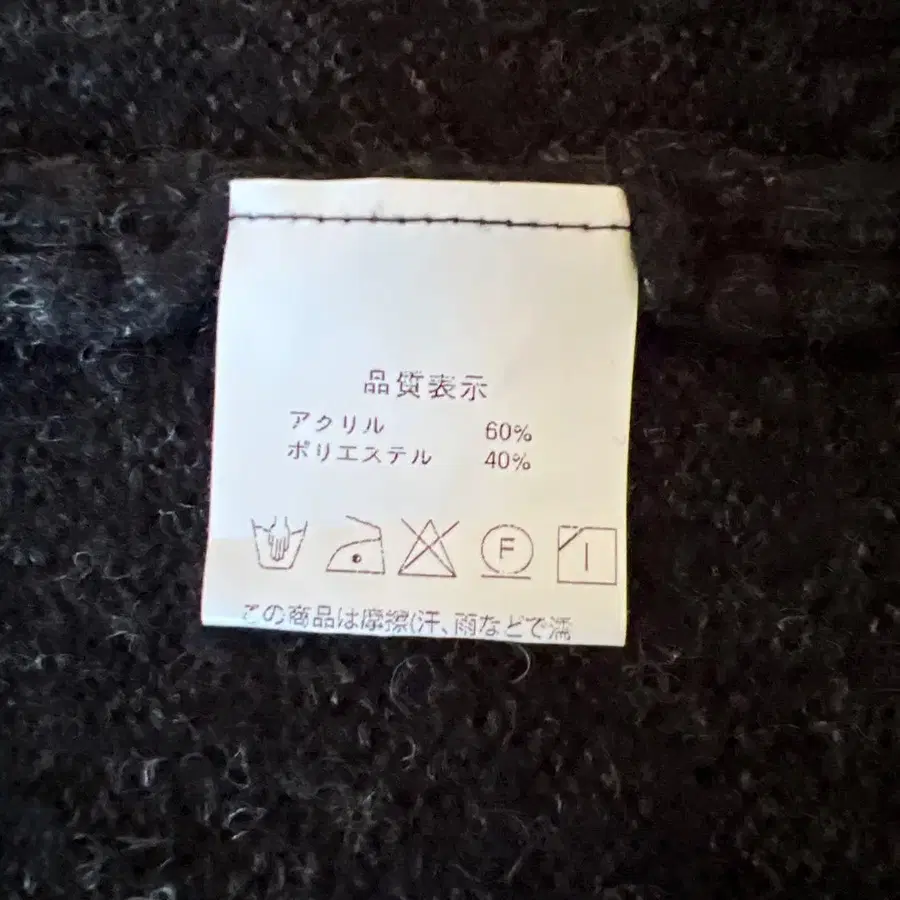 品質表示
アクリル 60%
ポリエステル 40%
F
この商品は摩擦(汗、雨などで濡